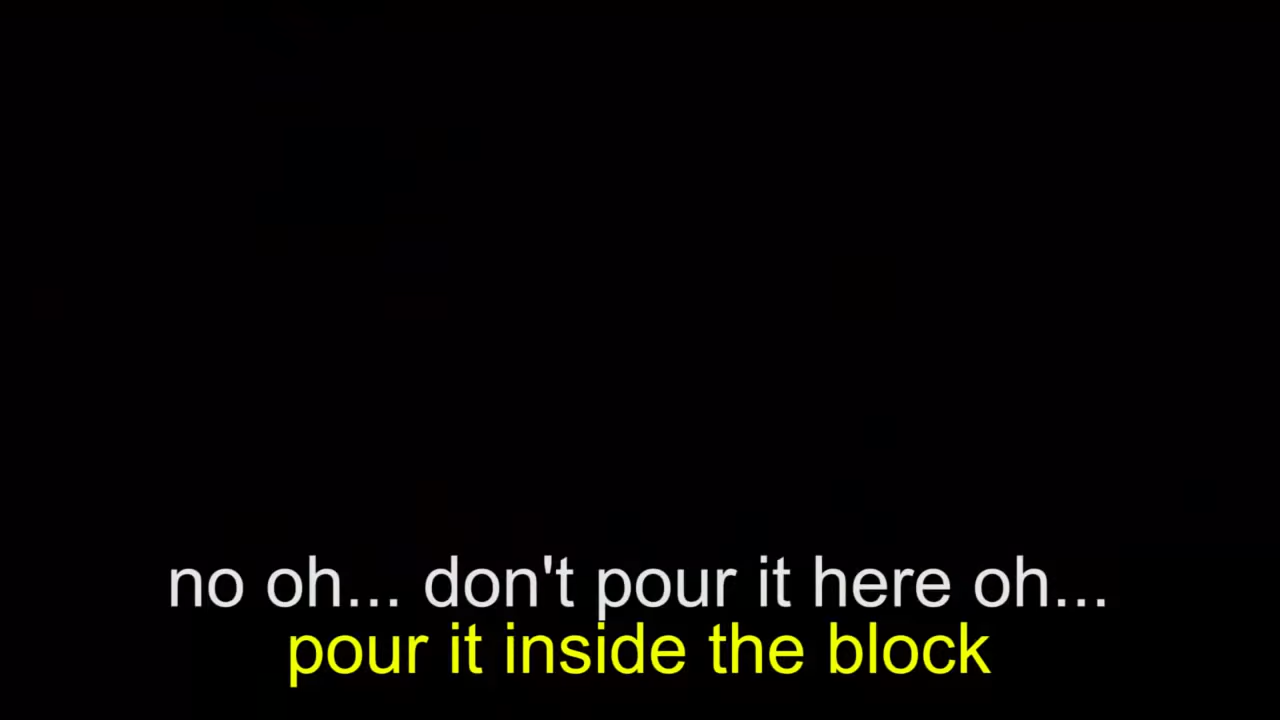 no oh... don't pour it here oh...
pour it inside the block